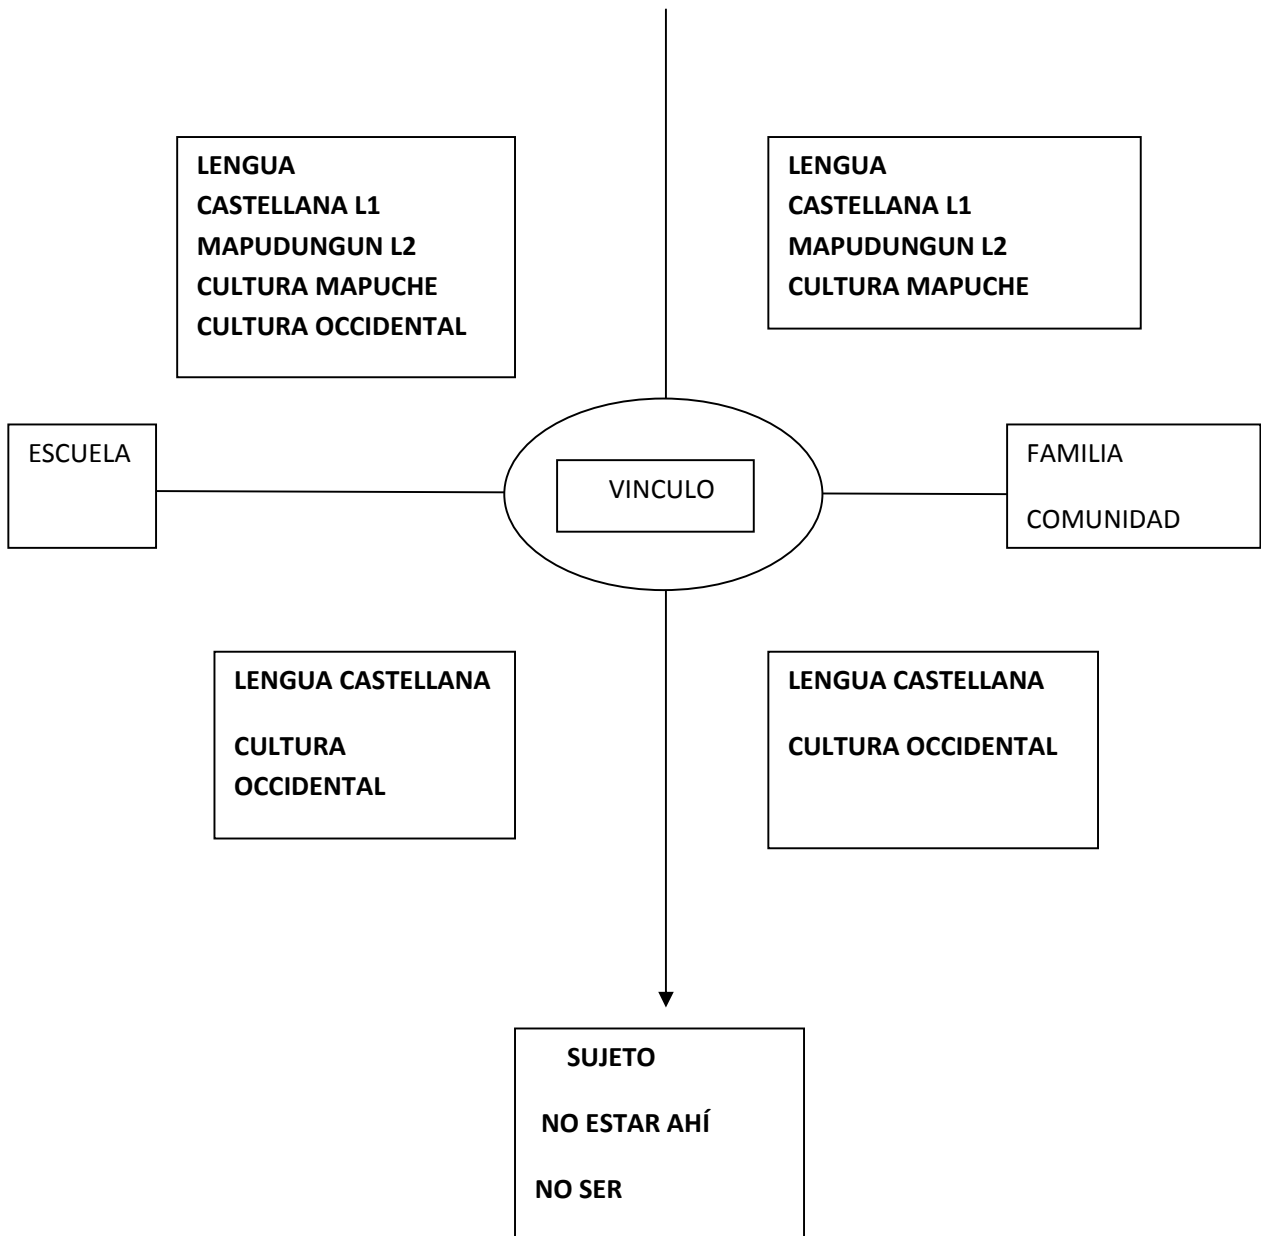 LENGUA
CASTELLANA L1
MAPUDUNGUN L2
CULTURA MAPUCHE
CULTURA OCCIDENTAL
LENGUA
CASTELLANA L1
MAPUDUNGUN L2
CULTURA MAPUCHE
ESCUELA
VINCULO
FAMILIA
COMUNIDAD
LENGUA CASTELLANA
CULTURA
OCCIDENTAL
LENGUA CASTELLANA
CULTURA OCCIDENTAL
SUJETO
NO ESTAR AHÍ
NO SER